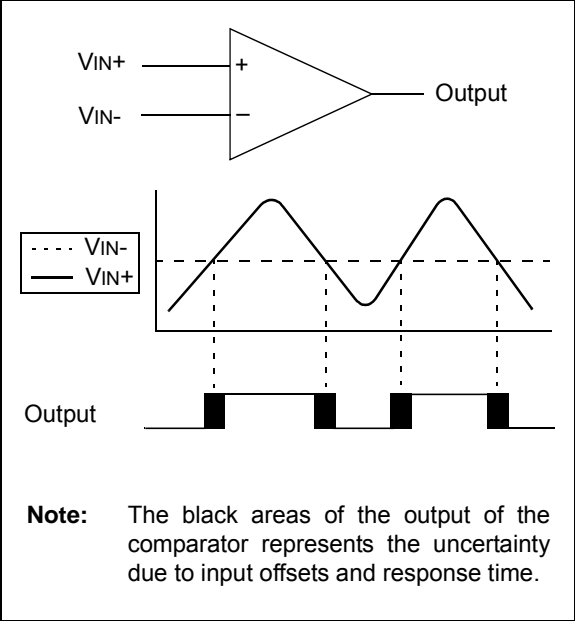 VIN+
+
Output
VIN-
–
VIN-
VIN+
Output
Note: The black areas of the output of the
comparator represents the uncertainty
due to input offsets and response time.